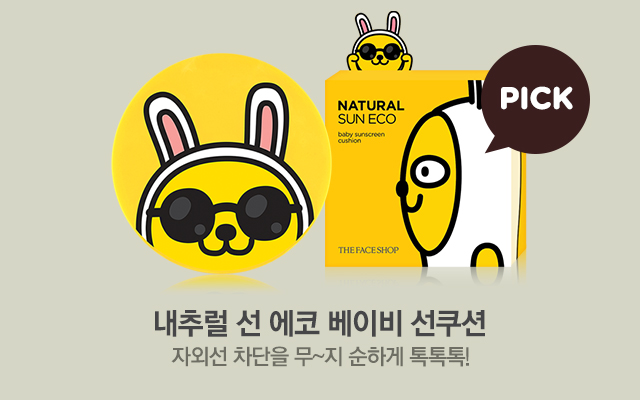 NATURAL
SUN ECO
baby sunscreen
cushion
THE FACE SHOP
PICK
내추럴 선 에코 베이비 선쿠션
자외선 차단을 무~지 순하게 톡톡톡!